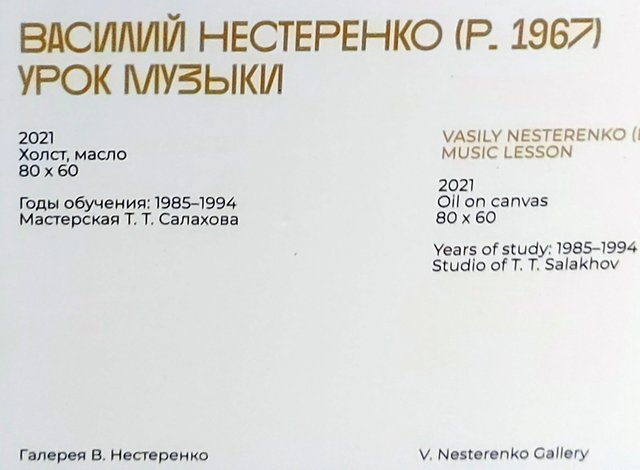 ВАСИЛИЙ НЕСТЕРЕНКО (Р. 1967)
УРОК МУЗЫКИ
2021
Холст, масло
80 x 60
Годы обучения: 1985–1994
Мастерская Т. Т. Салахова
VASILY NESTERENKO (
MUSIC LESSON
2021
Oil on canvas
80 x 60
Years of study: 1985–1994
Studio of T. T. Salakhov
Галерея В. Нестеренко
V. Nesterenko Gallery